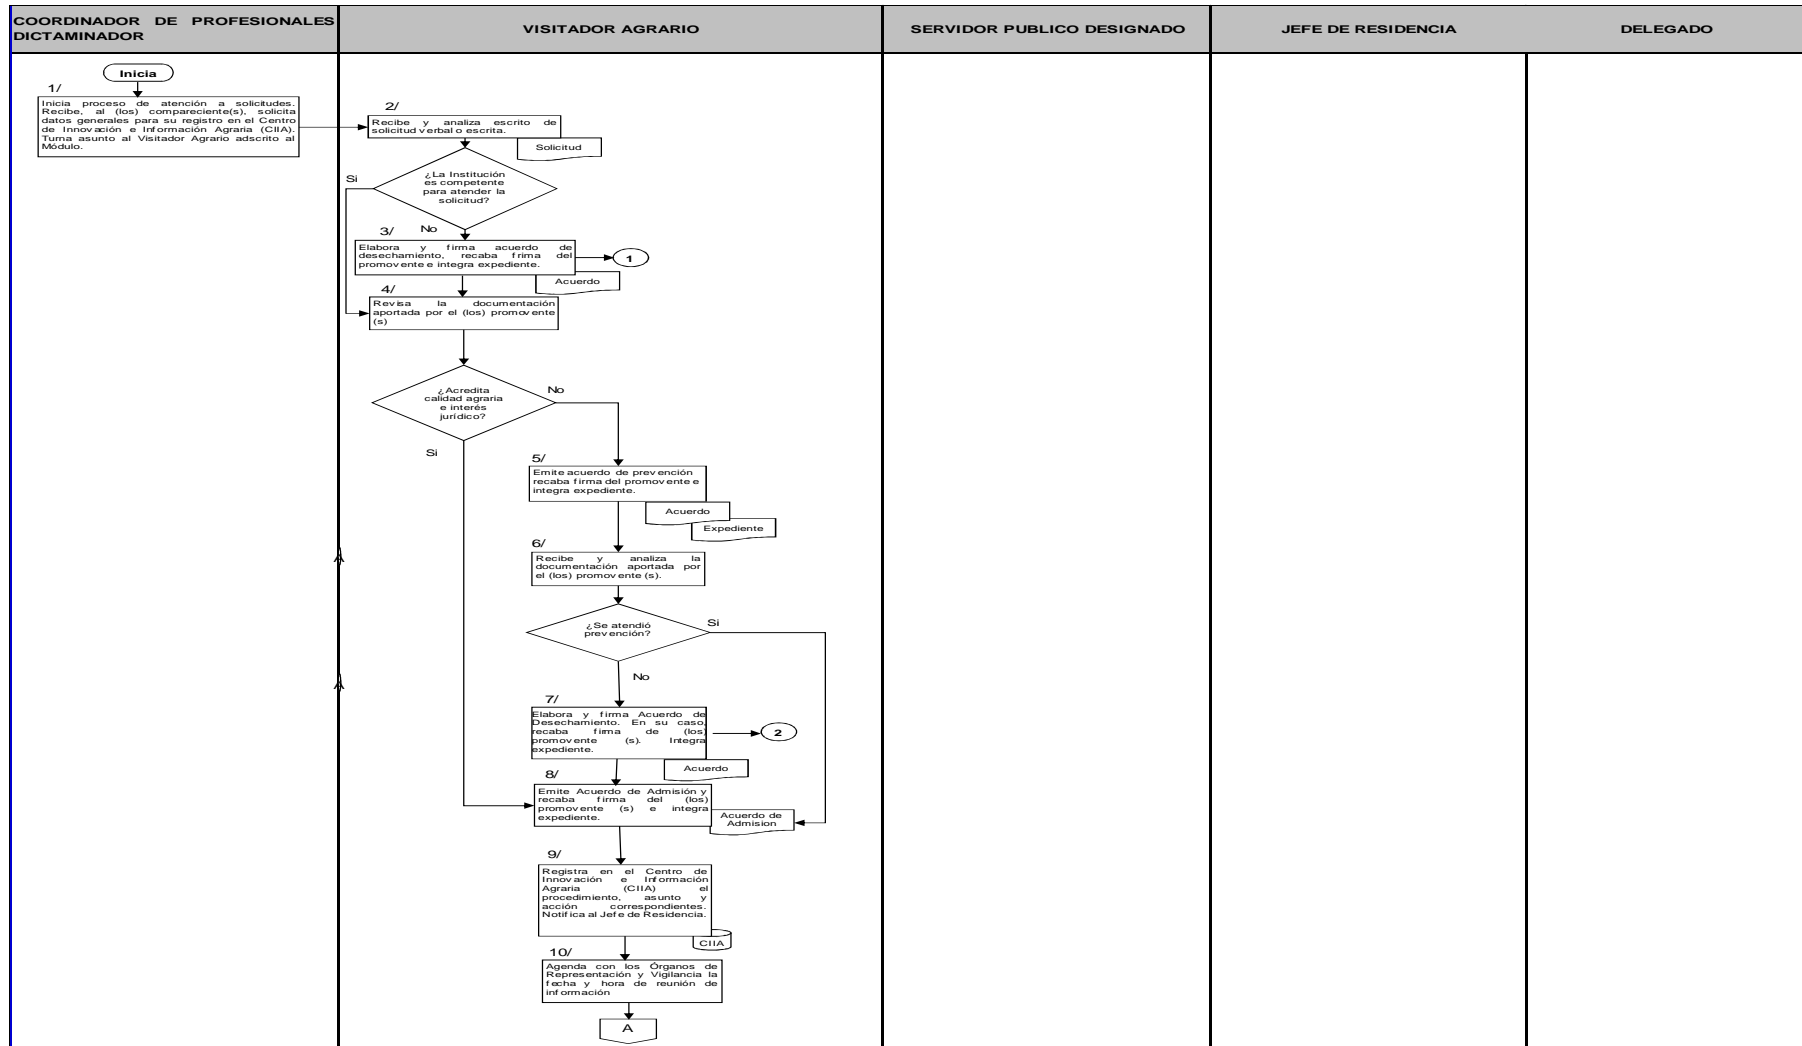 COORDINADOR DE PROFESIONALES
DICTAMINADOR
VISITADOR AGRARIO
SERVIDOR PUBLICO DESIGNADO
JEFE DE RESIDENCIA
DELEGADO
Inicia
1/
Inicia proceso de atención a solicitudes.
Recibe, al (los) compareciente(s), solicita
datos generales para su registro en el Centro
de Innovación e Información Agraria (CIIA).
Turna asunto al Visitador Agrario adscrito al
Módulo.
2/
Recibe y analiza escrito de
solicitud verbal o escrita.
Solicitud
¿La Institución
es competente
para atender la
solicitud?
Si
No
3/
Elabora y firma acuerdo de
desechamiento, recaba frima del
promovente e integra expediente.
1
Acuerdo
4/
Revisa la documentación
aportada por el (los) promovente
(s)
¿Acredita
calidad agraria
e interés
jurídico?
No
Si
5/
Emite acuerdo de prevención
recaba firma del promovente e
integra expediente.
Acuerdo
Expediente
6/
Recibe y analiza la
documentación aportada por
el (los) promovente (s).
¿Se atendió
prevención?
Si
No
7/
Elabora y firma Acuerdo de
Desechamiento. En su caso,
recaba firma de (los)
promovente (s). Integra
expediente.
2
Acuerdo
8/
Emite Acuerdo de Admisión y
recaba firma del (los)
promovente (s) e integra
expediente.
Acuerdo de
Admision
9/
Registra en el Centro de
Innovación e Información
Agraria (CIIA) el
procedimiento, asunto y
acción correspondientes.
Notifica al Jefe de Residencia.
CIIA
10/
Agenda con los Órganos de
Representación y Vigilancia la
fecha y hora de reunión de
información
A